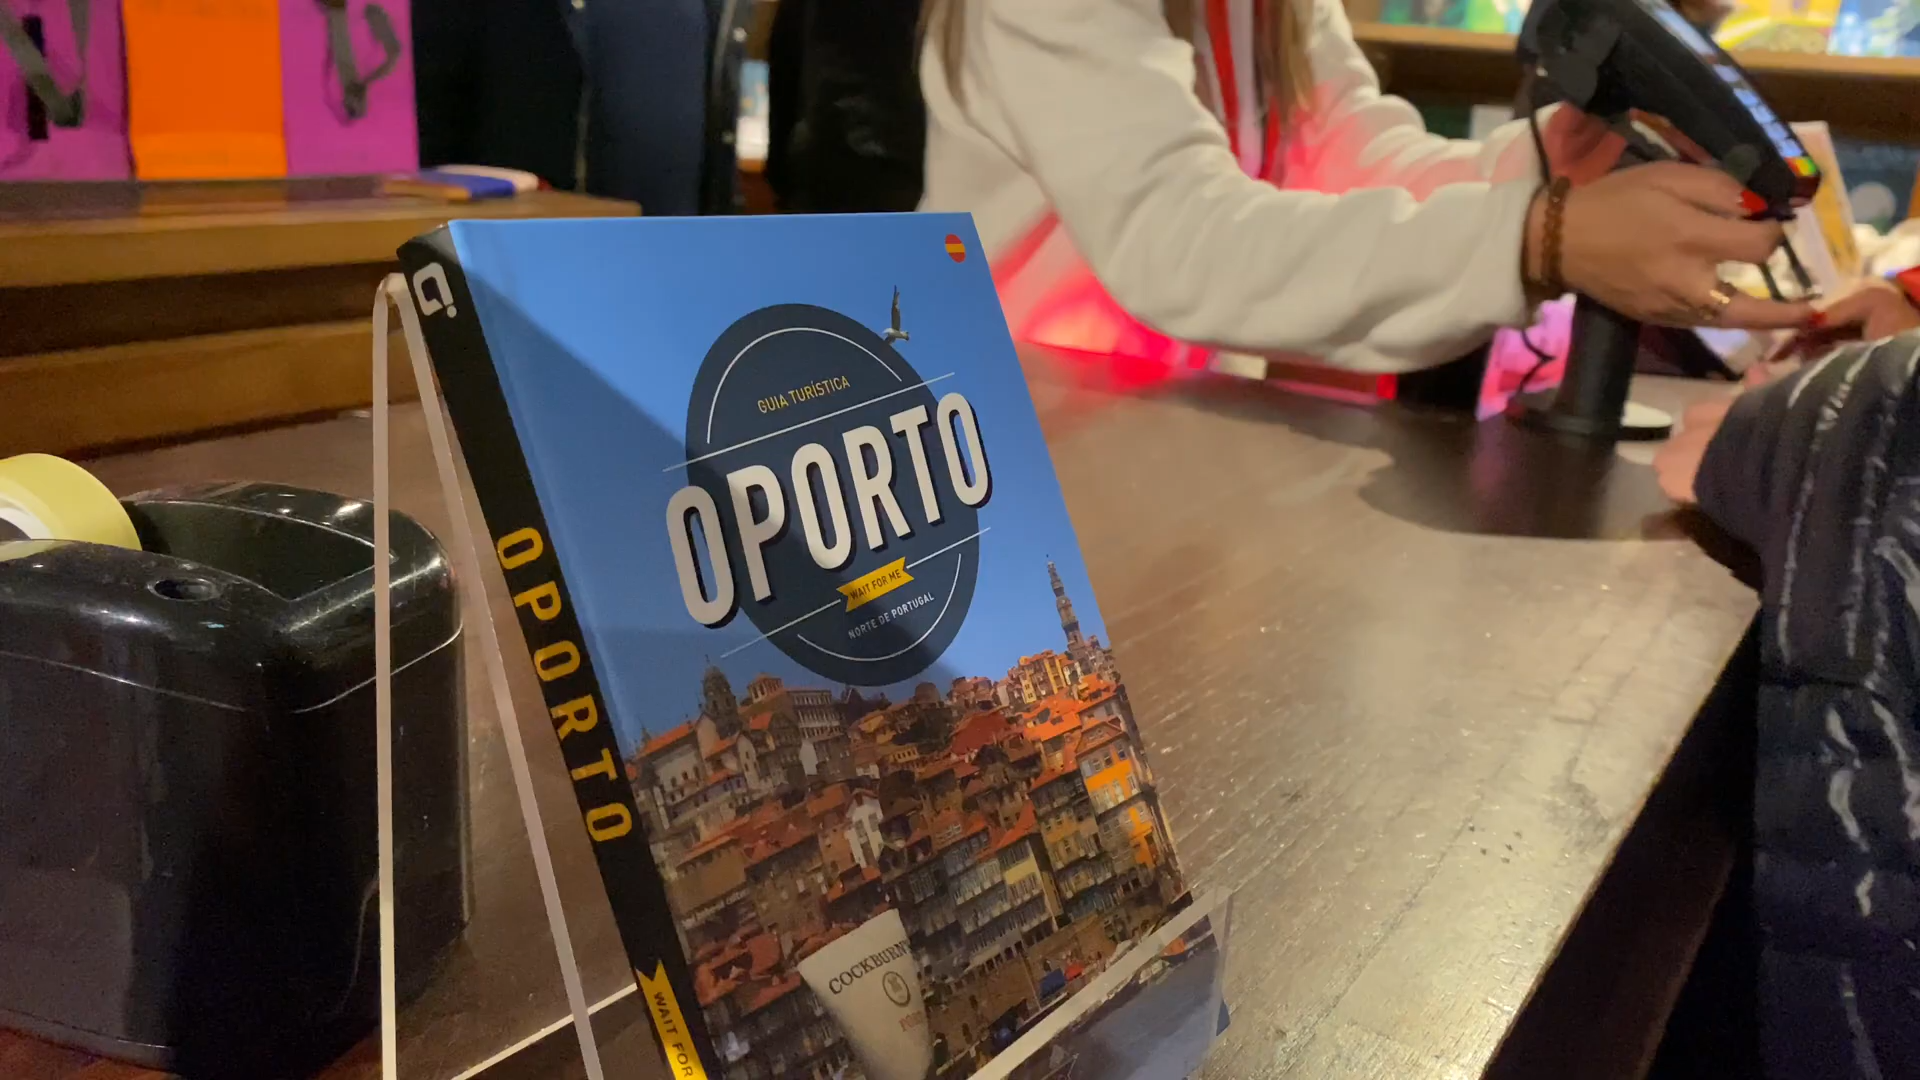 GUIA TURÍSTICA
OPORTO
WAIT FOR ME
NORTE DE PORTUGAL
OPORTO
WAIT FOR
COCKBURN'